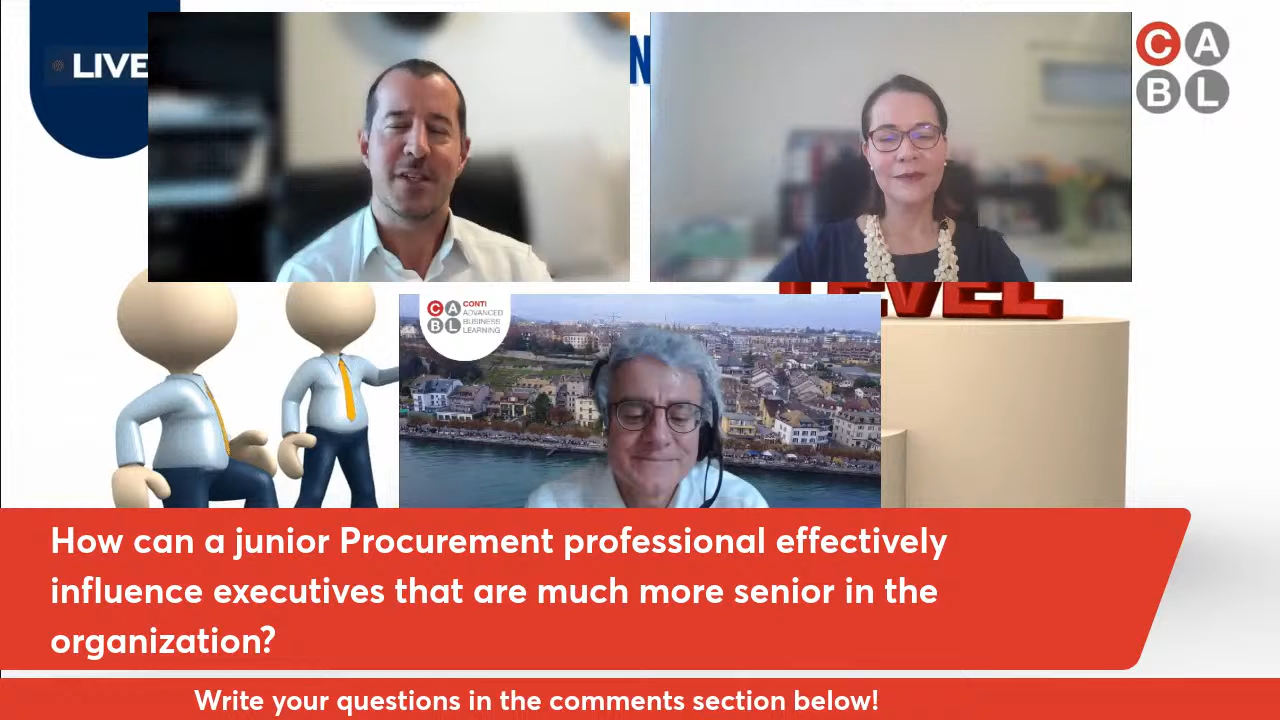 LIVE
N
C A
B L
LEVEL
C A CONTI
B L ADVANCED
BUSINESS
LEARNING
How can a junior Procurement professional effectively
influence executives that are much more senior in the
organization?
Write your questions in the comments section below!